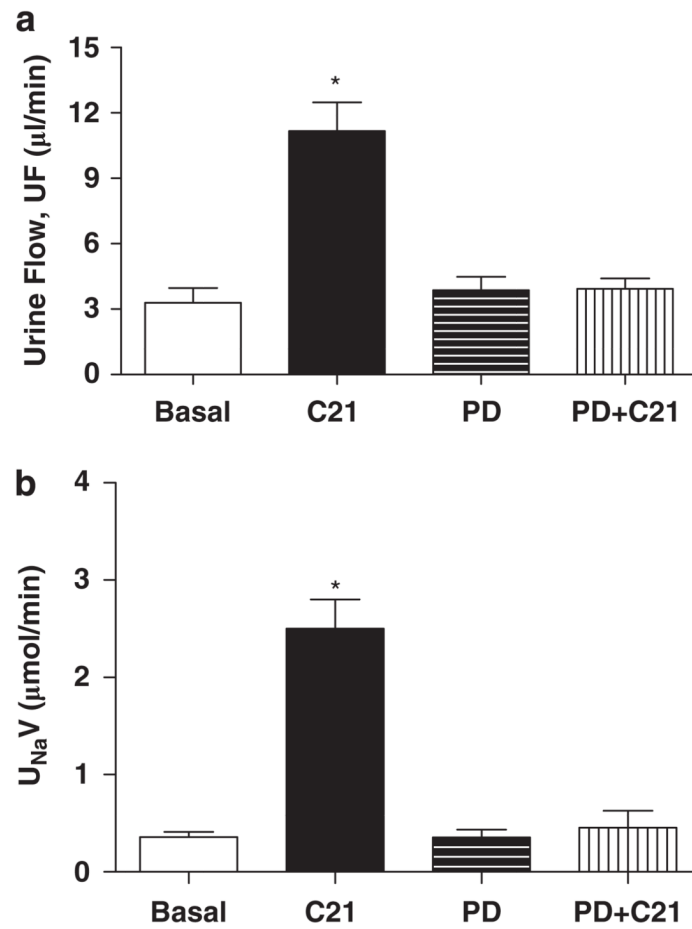 a
Urine Flow, UF (μl/min)
15
12
9
6
3
0
*
Basal C21 PD PD+C21
b
UNaV (μmol/min)
4
3
2
1
0
*
Basal C21 PD PD+C21